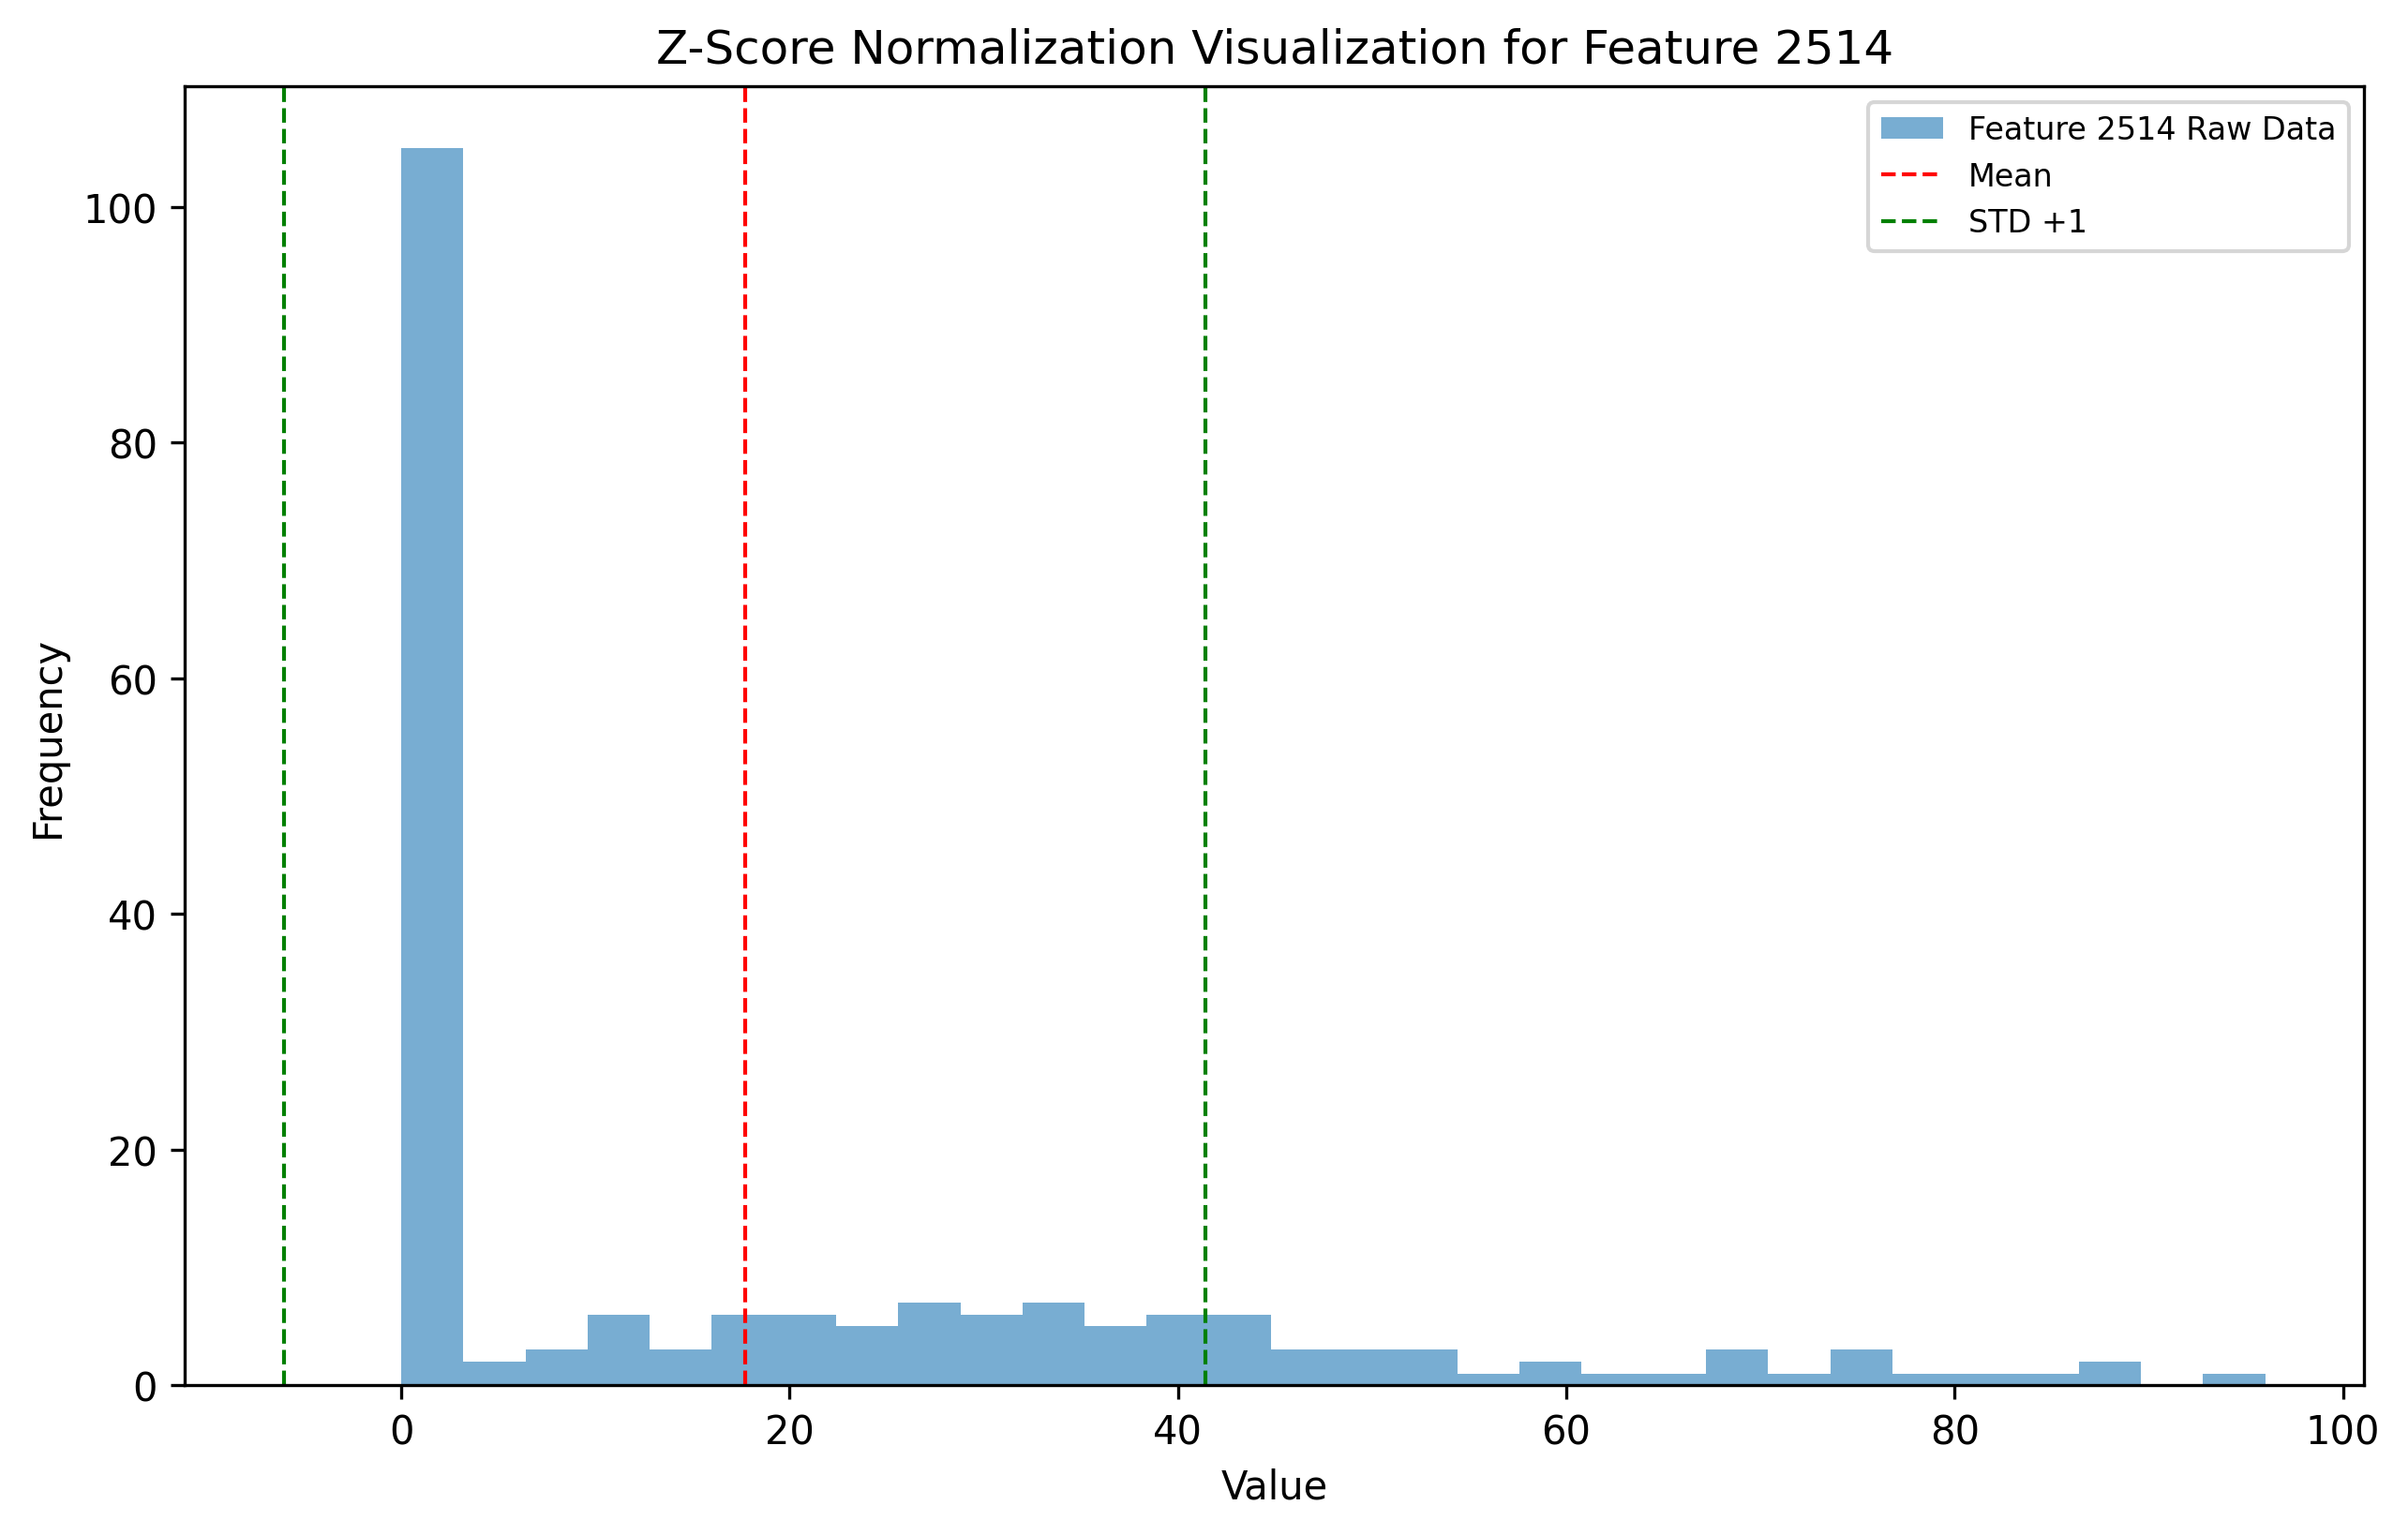 Z-Score Normalization Visualization for Feature 2514
Feature 2514 Raw Data
Mean
STD +1
Frequency
100
80
60
40
20
0
0 20 40 60 80 100
Value